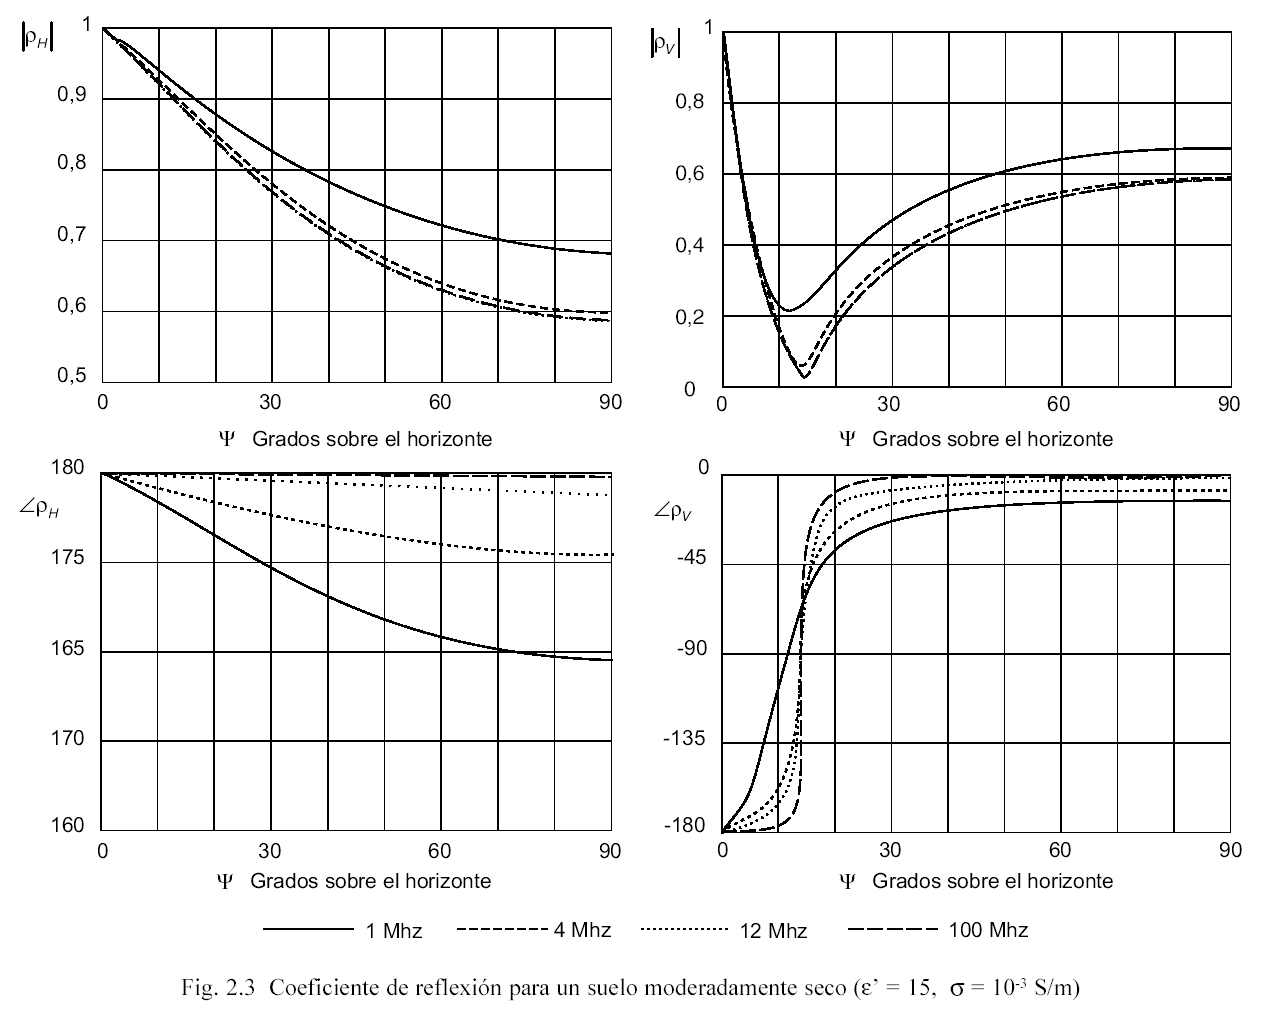 |ρH|
1
0,9
0,8
0,7
0,6
0,5
0 30 60 90
Ψ Grados sobre el horizonte
|ρV|
1
0,8
0,6
0,4
0,2
0
0 30 60 90
Ψ Grados sobre el horizonte
180
∠ρH
175
165
170
160
0 30 60 90
Ψ Grados sobre el horizonte
0
∠ρV
-45
-90
-135
-180
0 30 60 90
Ψ Grados sobre el horizonte
1 Mhz 4 Mhz 12 Mhz 100 Mhz
Fig. 2.3 Coeficiente de reflexión para un suelo moderadamente seco (ε’ = 15, σ = 10⁻³ S/m)